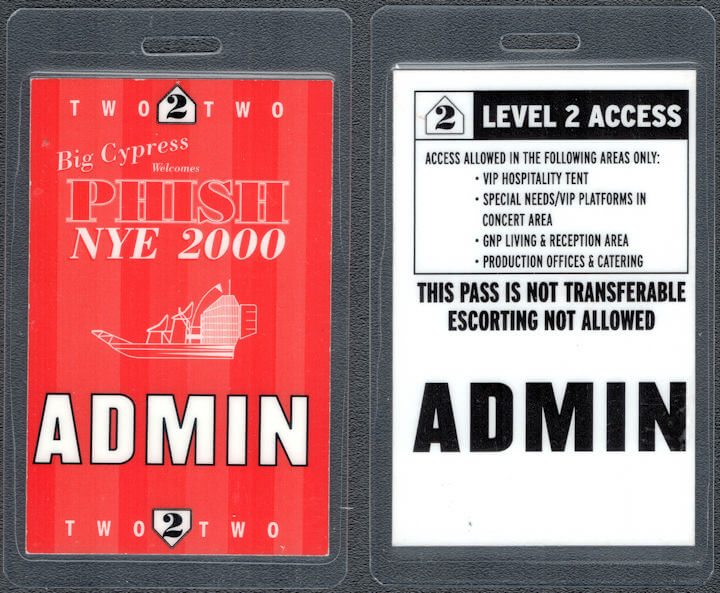 TWO 2 TWO
Big Cypress
Welcomes
PHISH
NYE 2000
ADMIN
TWO 2 TWO
2 LEVEL 2 ACCESS
ACCESS ALLOWED IN THE FOLLOWING AREAS ONLY:
• VIP HOSPITALITY TENT
• SPECIAL NEEDS/VIP PLATFORMS IN
CONCERT AREA
• GNP LIVING & RECEPTION AREA
• PRODUCTION OFFICES & CATERING
THIS PASS IS NOT TRANSFERABLE
ESCORTING NOT ALLOWED
ADMIN